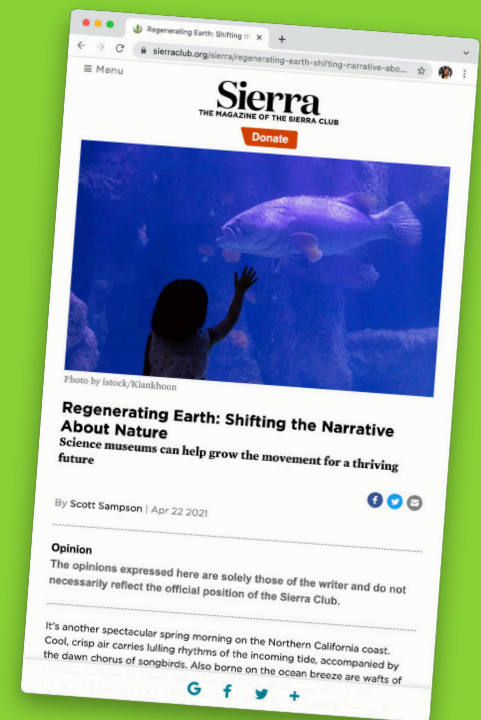 Regenerating Earth: Shifting th
sierraclub.org/sierra/regenerating-earth-shifting-narrative-abo...
Menu
Sierra
THE MAGAZINE OF THE SIERRA CLUB
Donate
Photo by istock/Kiankhoon
Regenerating Earth: Shifting the Narrative
About Nature
Science museums can help grow the movement for a thriving
future
By Scott Sampson | Apr 22 2021
Opinion
The opinions expressed here are solely those of the writer and do not
necessarily reflect the official position of the Sierra Club.
It's another spectacular spring morning on the Northern California coast.
Cool, crisp air carries lulling rhythms of the incoming tide, accompanied by
the dawn chorus of songbirds. Also borne on the ocean breeze are wafts of